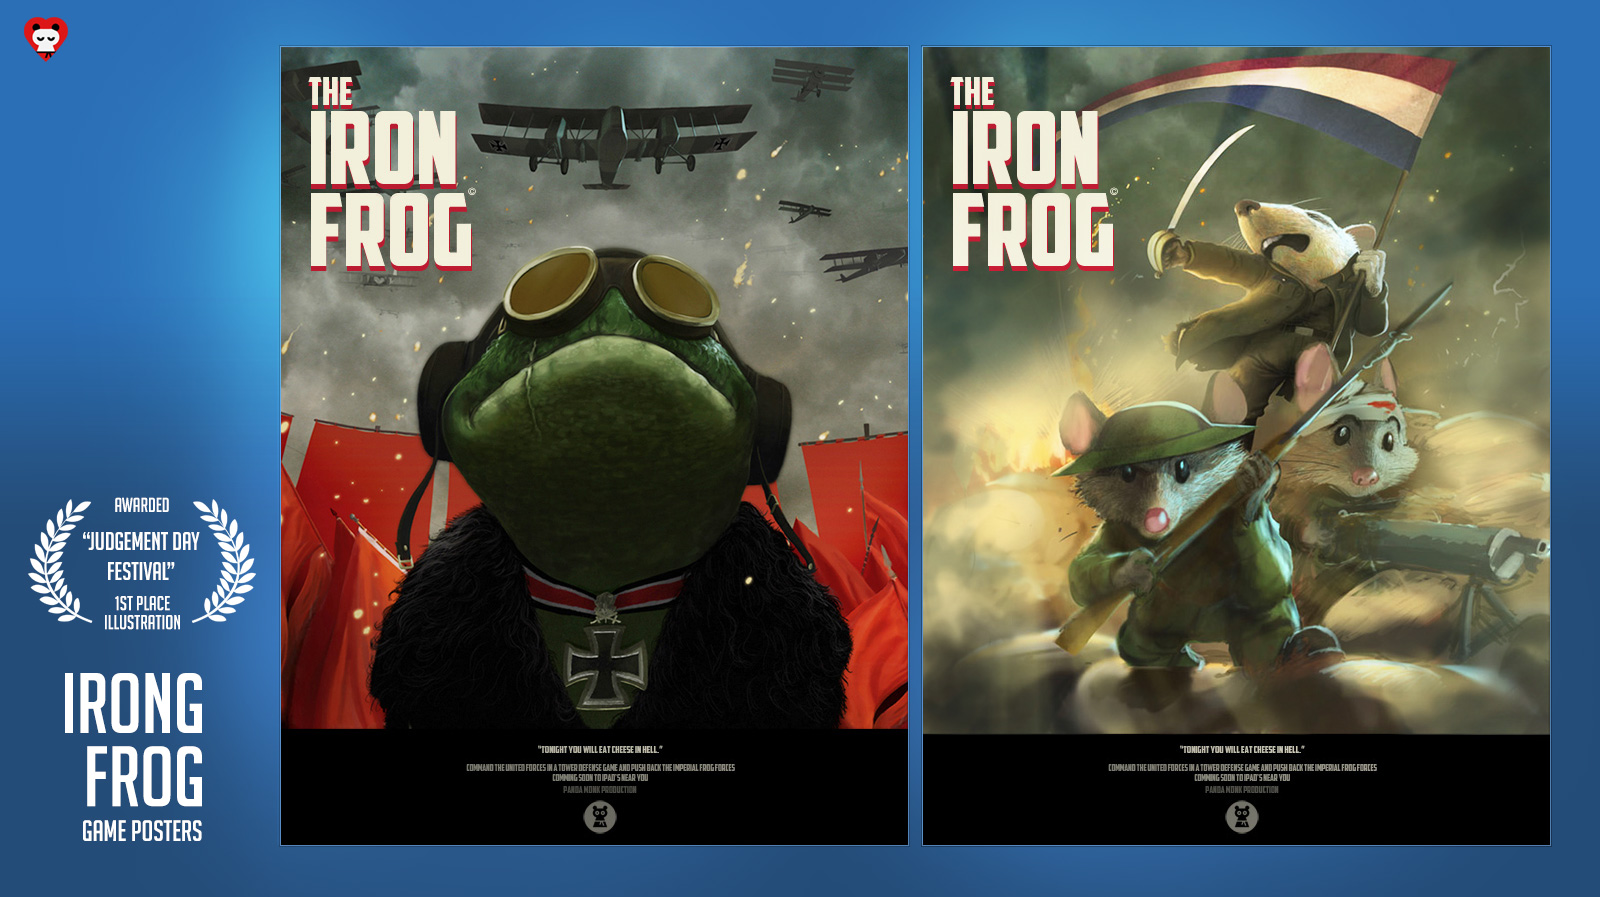 THE
IRON
FROG
©
"TONIGHT YOU WILL EAT CHEESE IN HELL."
COMMAND THE UNITED FORCES IN A TOWER DEFENSE GAME AND PUSH BACK THE IMPERIAL FROG FORCES
COMMING SOON TO IPAD'S NEAR YOU
PANDA MONK PRODUCTION
THE
IRON
FROG
©
"TONIGHT YOU WILL EAT CHEESE IN HELL."
COMMAND THE UNITED FORCES IN A TOWER DEFENSE GAME AND PUSH BACK THE IMPERIAL FROG FORCES
COMMING SOON TO IPAD'S NEAR YOU
PANDA MONK PRODUCTION
AWARDED
“JUDGEMENT DAY
FESTIVAL”
1ST PLACE
ILLUSTRATION
IRONG
FROG
GAME POSTERS